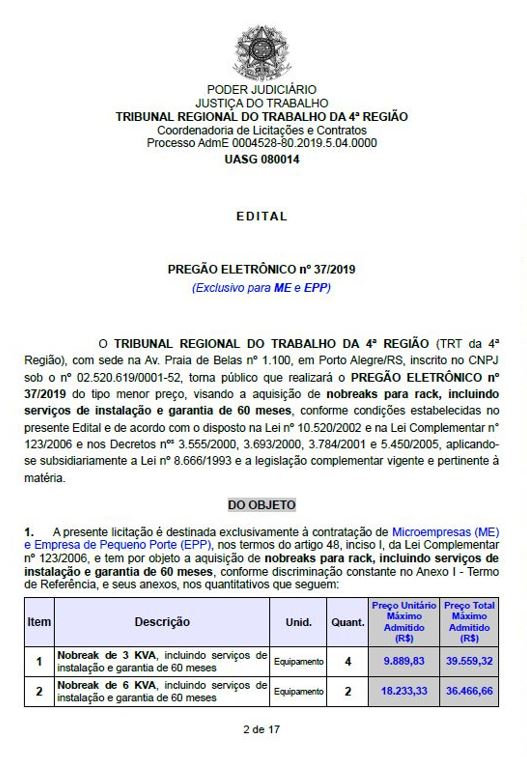 PODER JUDICIÁRIO
JUSTIÇA DO TRABALHO
TRIBUNAL REGIONAL DO TRABALHO DA 4ª REGIÃO
Coordenadoria de Licitações e Contratos
Processo AdmE 0004528-80.2019.5.04.0000
UASG 080014
EDITAL
PREGÃO ELETRÔNICO nº 37/2019
(Exclusivo para ME e EPP)
O TRIBUNAL REGIONAL DO TRABALHO DA 4ª REGIÃO (TRT da 4ª
Região), com sede na Av. Praia de Belas nº 1.100, em Porto Alegre/RS, inscrito no CNPJ
sob o nº 02.520.619/0001-52, torna público que realizará o PREGÃO ELETRÔNICO nº
37/2019 do tipo menor preço, visando a aquisição de nobreaks para rack, incluindo
serviços de instalação e garantia de 60 meses, conforme condições estabelecidas no
presente Edital e de acordo com o disposto na Lei nº 10.520/2002 e na Lei Complementar n°
123/2006 e nos Decretos nºs 3.555/2000, 3.693/2000, 3.784/2001 e 5.450/2005, aplicando-
se subsidiariamente a Lei nº 8.666/1993 e a legislação complementar vigente e pertinente à
matéria.
DO OBJETO
1. A presente licitação é destinada exclusivamente à contratação de Microempresas (ME)
e Empresa de Pequeno Porte (EPP), nos termos do artigo 48, inciso I, da Lei Complementar
nº 123/2006, e tem por objeto a aquisição de nobreaks para rack, incluindo serviços de
instalação e garantia de 60 meses, conforme discriminação constante no Anexo I - Termo
de Referência, e seus anexos, nos quantitativos que seguem:
Item Descrição Unid. Quant. Preço Unitário Máximo Admitido (R$) Preço Total Máximo Admitido (R$)
1 Nobreak de 3 KVA, incluindo serviços de instalação e garantia de 60 meses Equipamento 4 9.889,83 39.559,32
2 Nobreak de 6 KVA, incluindo serviços de instalação e garantia de 60 meses Equipamento 2 18.233,33 36.466,66
2 de 17